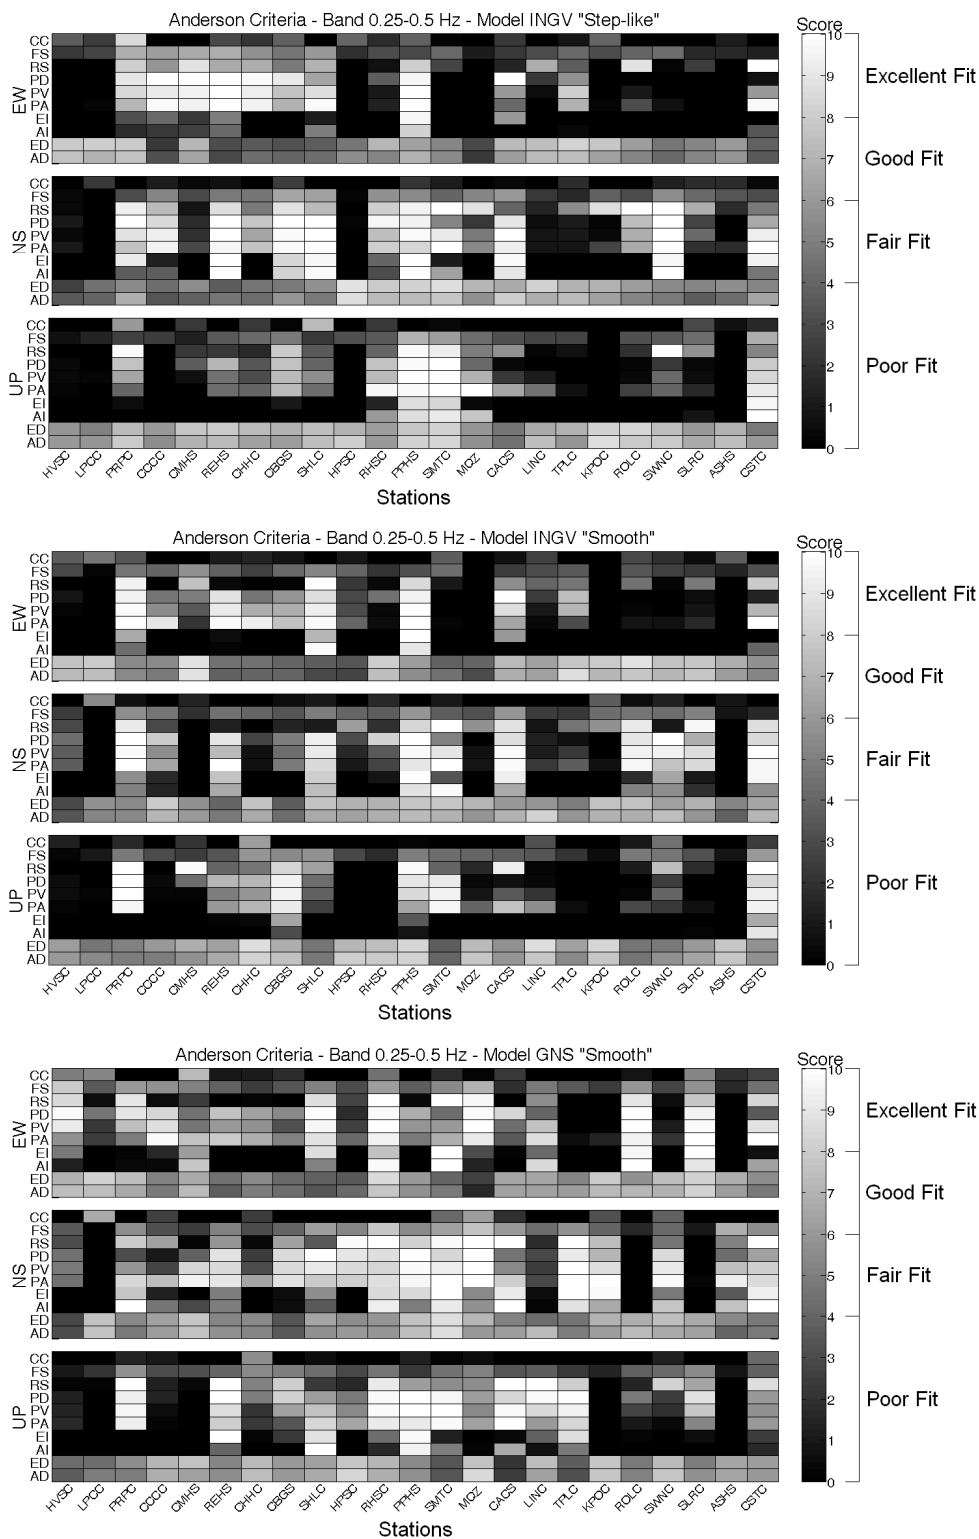 Anderson Criteria - Band 0.25-0.5 Hz - Model INGV "Step-like"
EW
CC
FS
RS
PD
PV
PA
EI
AI
ED
AD
NS
CC
FS
RS
PD
PV
PA
EI
AI
ED
AD
UP
CC
FS
RS
PD
PV
PA
EI
AI
ED
AD
HVSC LPCC PRPC CCCC CMHS REHS CHHC CBGS SHLC HPSC RHSC PPHS SMTC MQZ CACS LINC TPLC KPOC ROLC SWNC SLRC ASHS CSTC
Stations
Score
10
9
8
7
6
5
4
3
2
1
0
Excellent Fit
Good Fit
Fair Fit
Poor Fit
Anderson Criteria - Band 0.25-0.5 Hz - Model INGV "Smooth"
EW
CC
FS
RS
PD
PV
PA
EI
AI
ED
AD
NS
CC
FS
RS
PD
PV
PA
EI
AI
ED
AD
UP
CC
FS
RS
PD
PV
PA
EI
AI
ED
AD
HVSC LPCC PRPC CCCC CMHS REHS CHHC CBGS SHLC HPSC RHSC PPHS SMTC MQZ CACS LINC TPLC KPOC ROLC SWNC SLRC ASHS CSTC
Stations
Score
10
9
8
7
6
5
4
3
2
1
0
Excellent Fit
Good Fit
Fair Fit
Poor Fit
Anderson Criteria - Band 0.25-0.5 Hz - Model GNS "Smooth"
EW
CC
FS
RS
PD
PV
PA
EI
AI
ED
AD
NS
CC
FS
RS
PD
PV
PA
EI
AI
ED
AD
UP
CC
FS
RS
PD
PV
PA
EI
AI
ED
AD
HVSC LPCC PRPC CCCC CMHS REHS CHHC CBGS SHLC HPSC RHSC PPHS SMTC MQZ CACS LINC TPLC KPOC ROLC SWNC SLRC ASHS CSTC
Stations
Score
10
9
8
7
6
5
4
3
2
1
0
Excellent Fit
Good Fit
Fair Fit
Poor Fit